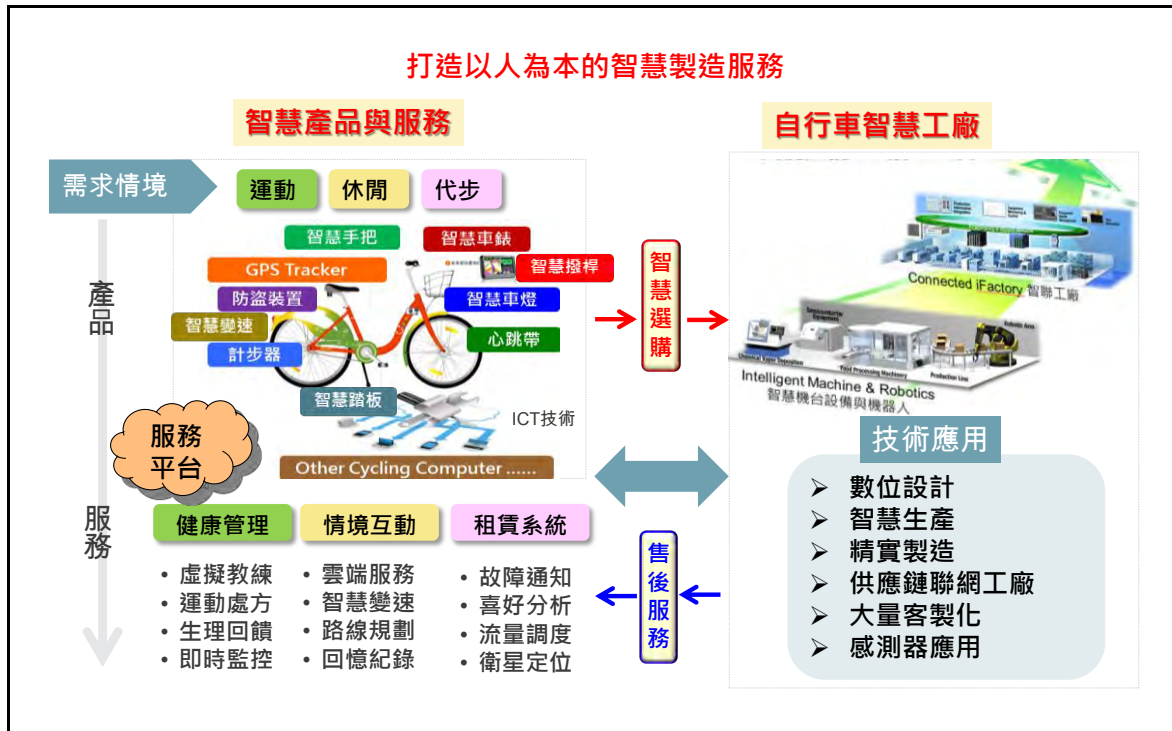 打造以人為本的智慧製造服務
智慧產品與服務
自行車智慧工廠
需求情境
運動
休閒
代步
產品
智慧手把
智慧車錶
GPS Tracker
智慧撥桿
防盜裝置
智慧車燈
智慧變速
心跳帶
計步器
智慧踏板
ICT技術
Other Cycling Computer ......
服務
平台
服務
健康管理
• 虛擬教練
• 運動處方
• 生理回饋
• 即時監控
情境互動
• 雲端服務
• 智慧變速
• 路線規劃
• 回憶紀錄
租賃系統
• 故障通知
• 喜好分析
• 流量調度
• 衛星定位
智慧選購
售後服務
Connected iFactory 智聯工廠
Robotic Arm
Chemical Vapor Deposition
Food Processing Machinery
Production Line
Intelligent Machine & Robotics
智慧機台設備與機器人
技術應用
➢ 數位設計
➢ 智慧生產
➢ 精實製造
➢ 供應鏈聯網工廠
➢ 大量客製化
➢ 感測器應用